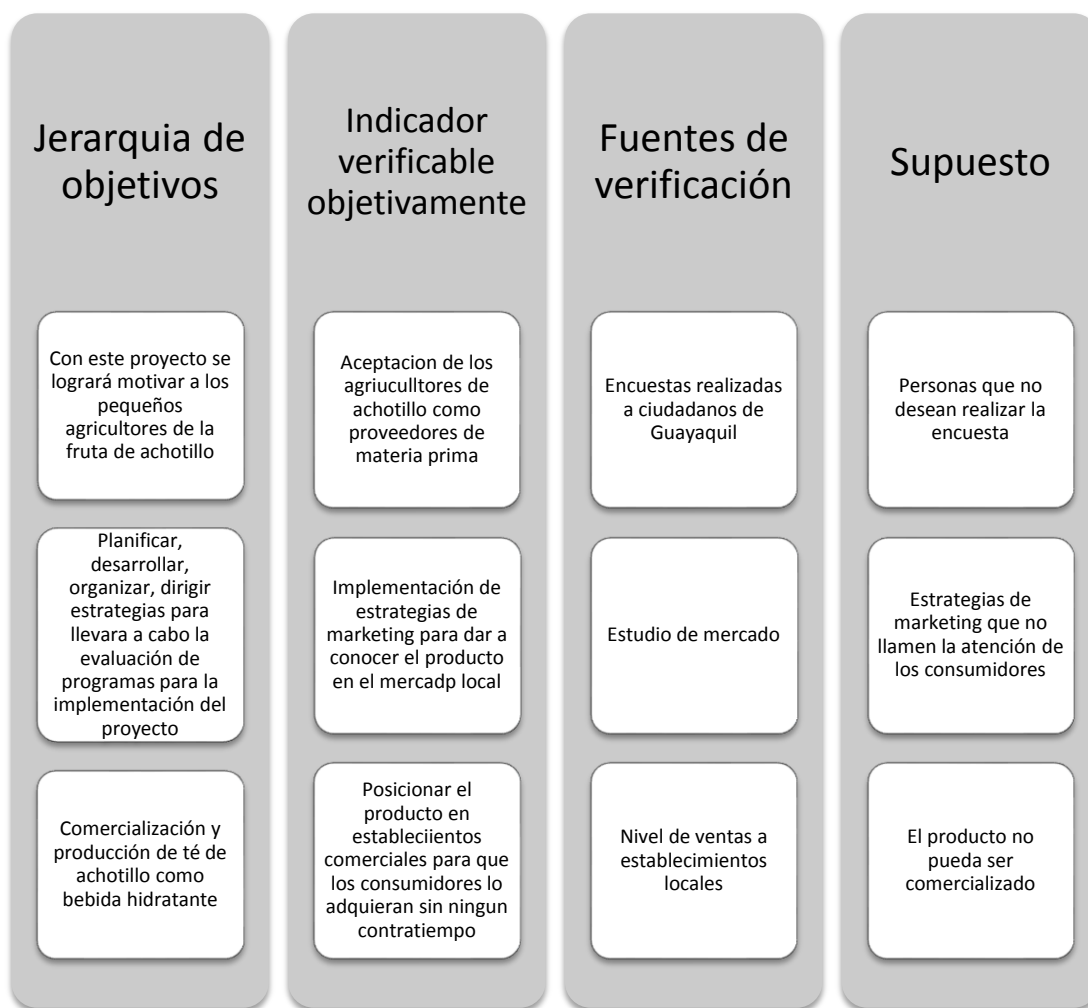 Jerarquia de
objetivos
Indicador
verificable
objetivamente
Fuentes de
verificación
Supuesto
Con este proyecto se
logrará motivar a los
pequeños
agricultores de la
fruta de achotillo
Aceptacion de los
agriucultores de
achotillo como
proveedores de
materia prima
Encuestas realizadas
a ciudadanos de
Guayaquil
Personas que no
desean realizar la
encuesta
Planificar,
desarrollar,
organizar, dirigir
estrategias para
llevara a cabo la
evaluación de
programas para la
implementación del
proyecto
Implementación de
estrategias de
marketing para dar a
conocer el producto
en el mercadp local
Estudio de mercado
Estrategias de
marketing que no
llamen la atención de
los consumidores
Comercialización y
producción de té de
achotillo como
bebida hidratante
Posicionar el
producto en
estableciientos
comerciales para que
los consumidores lo
adquieran sin ningun
contratiempo
Nivel de ventas a
establecimientos
locales
El producto no
pueda ser
comercializado